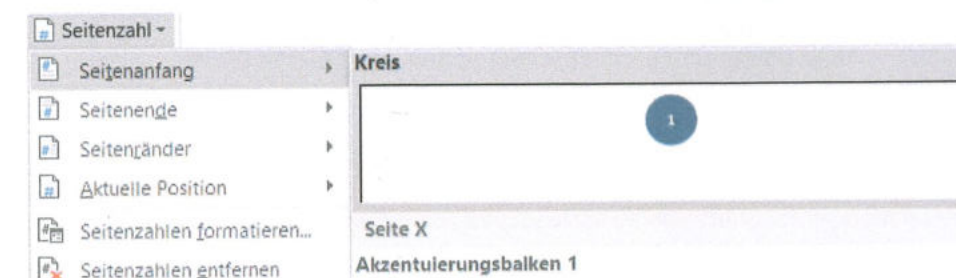 Seitenzahl
Seitenanfang
Seitenende
Seitenränder
Aktuelle Position
Seitenzahlen formatieren...
Seitenzahlen entfernen
Kreis
1
Seite X
Akzentuierungsbalken 1